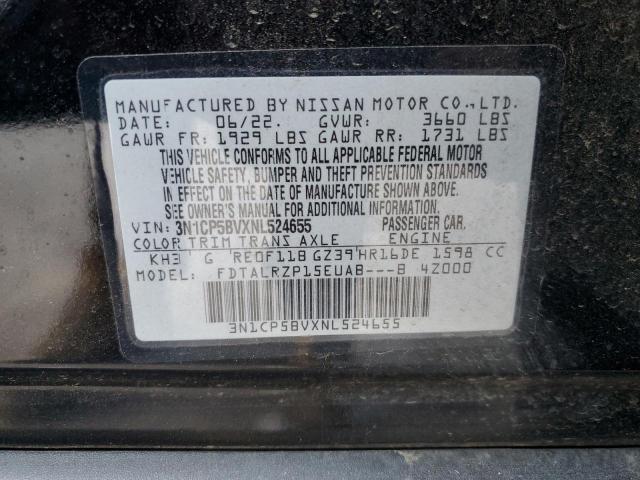 MANUFACTURED BY NISSAN MOTOR CO., LTD.
DATE: 06/22. GVWR: 3660 LBS
GAWR FR: 1929 LBS GAWR RR: 1731 LBS
THIS VEHICLE CONFORMS TO ALL APPLICABLE FEDERAL MOTOR
VEHICLE SAFETY, BUMPER AND THEFT PREVENTION STANDARDS
IN EFFECT ON THE DATE OF MANUFACTURE SHOWN ABOVE.
SEE OWNER'S MANUAL FOR ADDITIONAL INFORMATION.
VIN: 3N1CP5BVXNL524655 PASSENGER CAR.
COLOR TRIM TRANS AXLE ENGINE
KH3 G RE0F11B GZ39 HR16DE 1598 CC
MODEL: FDTALRZP15EUAB---B 4Z000
3N1CP5BVXNL524655